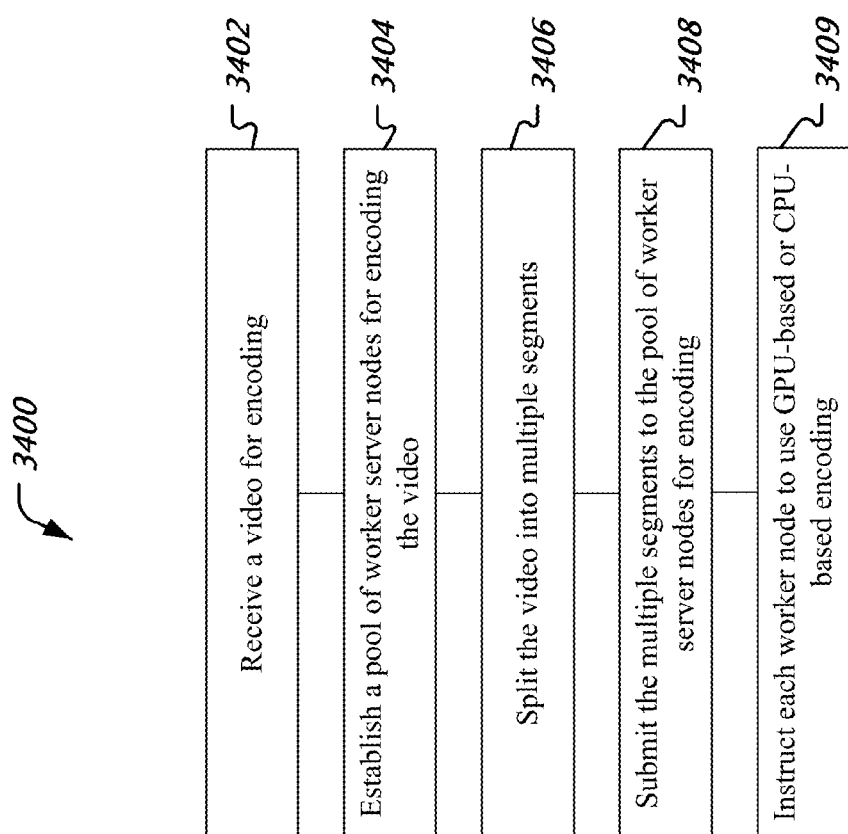 3400
Receive a video for encoding
3402
Establish a pool of worker server nodes for encoding
the video
3404
Split the video into multiple segments
3406
Submit the multiple segments to the pool of worker
server nodes for encoding
3408
Instruct each worker node to use GPU-based or CPU-
based encoding
3409